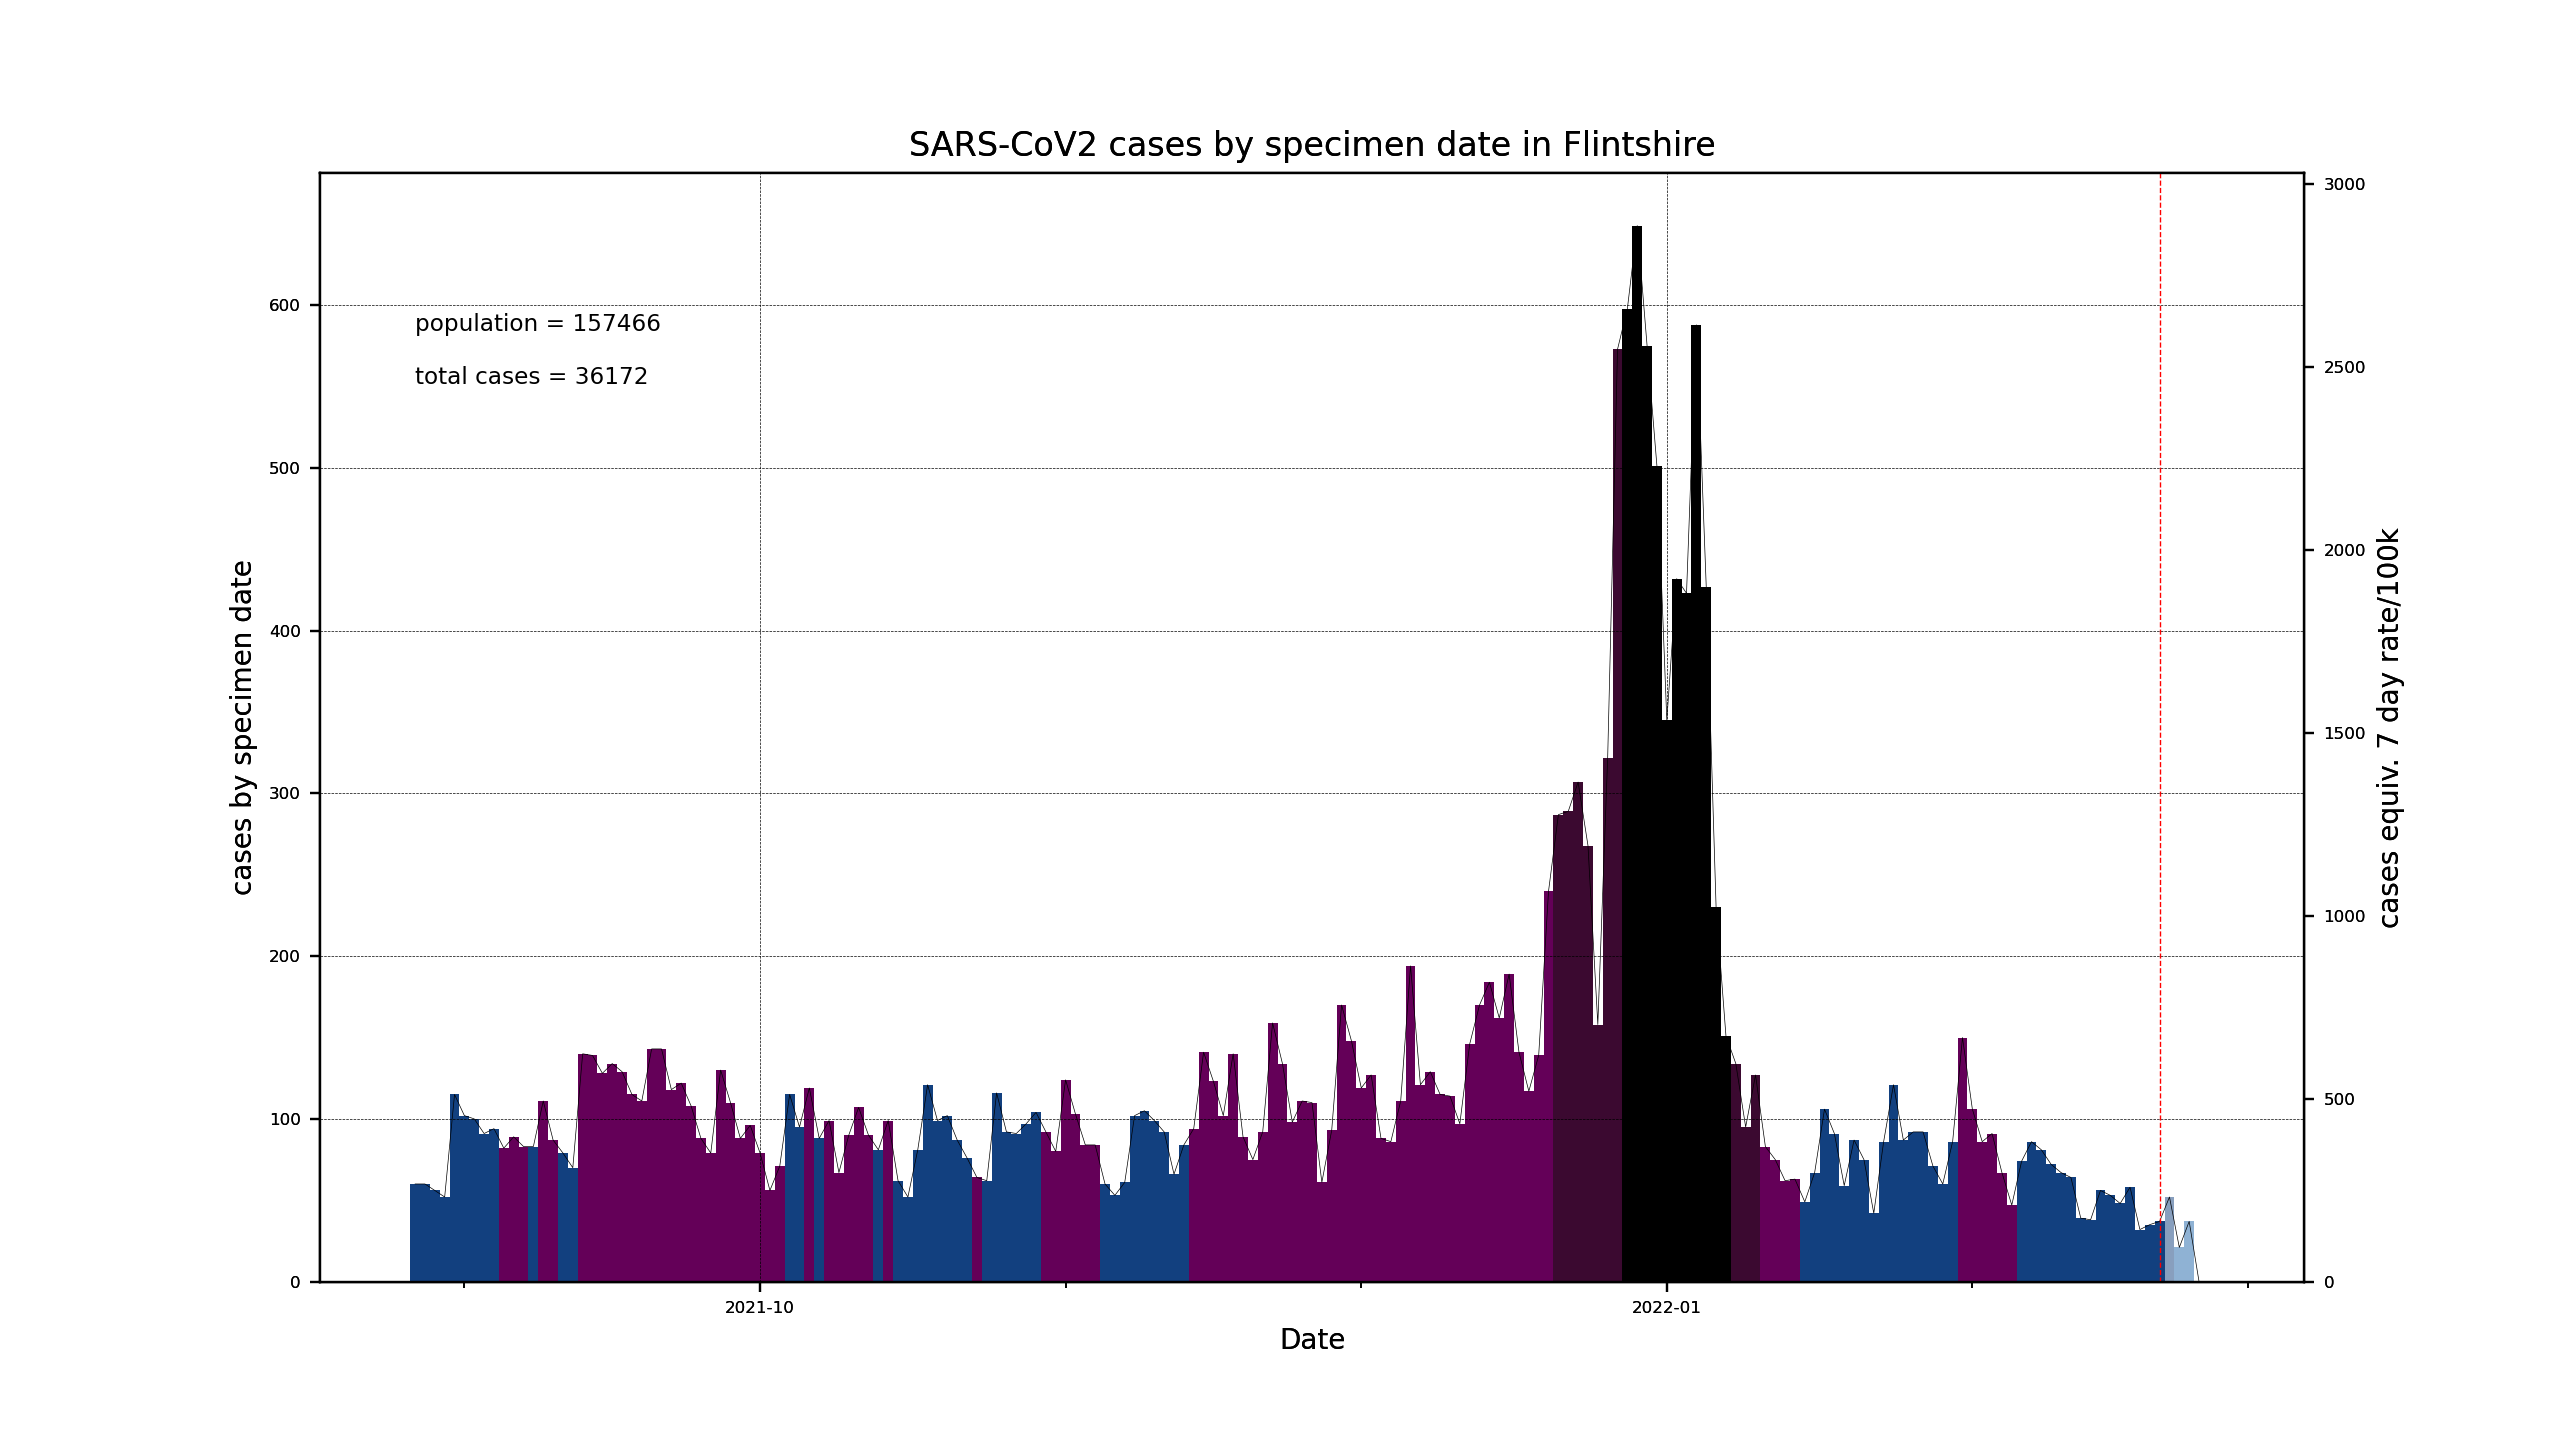 SARS-CoV2 cases by specimen date in Flintshire
population = 157466
total cases = 36172
cases by specimen date
600
500
400
300
200
100
0
3000
2500
2000
1500
1000
500
0
cases equiv. 7 day rate/100k
2021-10
2022-01
Date